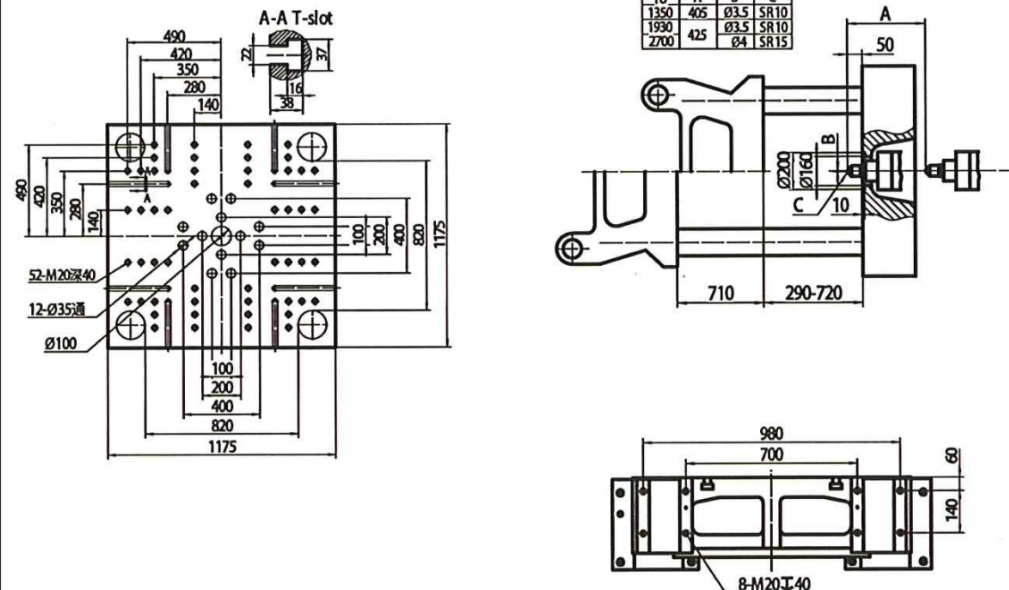 A-A T-slot
490
420
350
280
140
22
37
16
38
490
420
350
280
140
A
A
100
200
400
820
1175
52-M20深40
12-Ø35通
Ø100
100
200
400
820
1175
1350 405 Ø3.5 SR10
1930 425 Ø3.5 SR10
2700 Ø4 SR15
A
50
B
Ø200
Ø160
C
10
710
290-720
980
700
60
140
8-M20工40